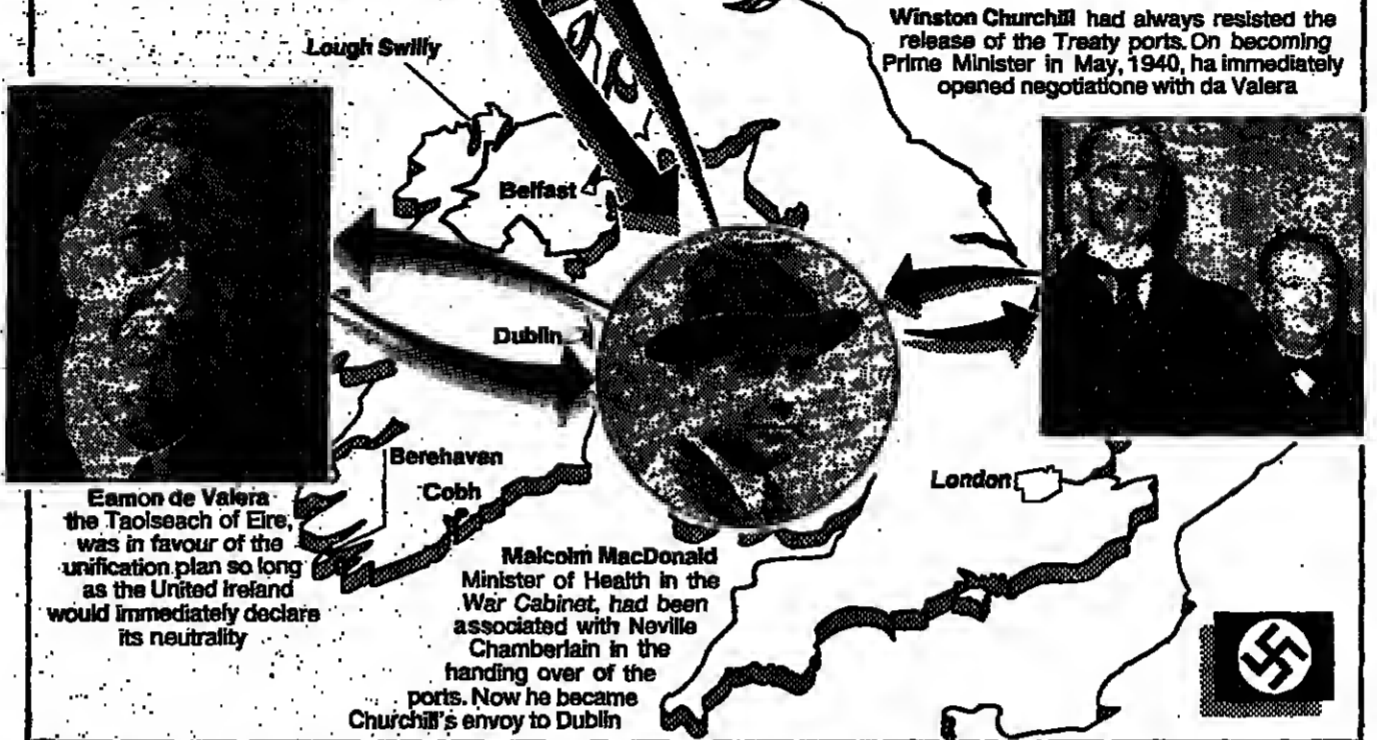 Winston Churchill had always resisted the
release of the Treaty ports. On becoming
Prime Minister in May, 1940, ha immediately
opened negotiatione with da Valera
Lough Swilly
Belfast
Dublin
Berehaven
Cobh
London
Eamon de Valera
the Taoiseach of Eire,
was in favour of the
unification plan so long
as the United Ireland
would immediately declare
its neutrality
Malcolm MacDonald
Minister of Health in the
War Cabinet, had been
associated with Neville
Chamberlain in the
handing over of the
ports. Now he became
Churchill's envoy to Dublin